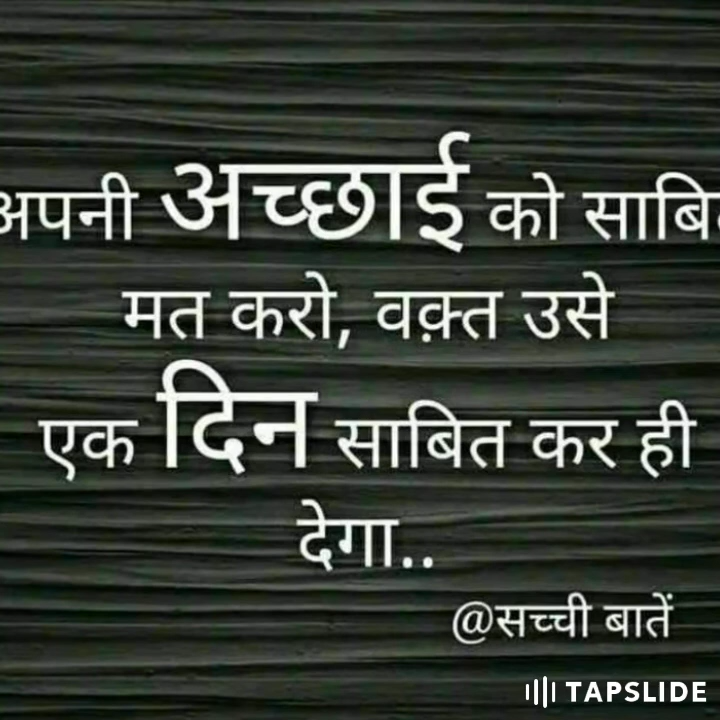 अपनी अच्छाई को साबित
मत करो, वक़्त उसे
एक दिन साबित कर ही
देगा..
@सच्ची बातें
TAPSLIDE